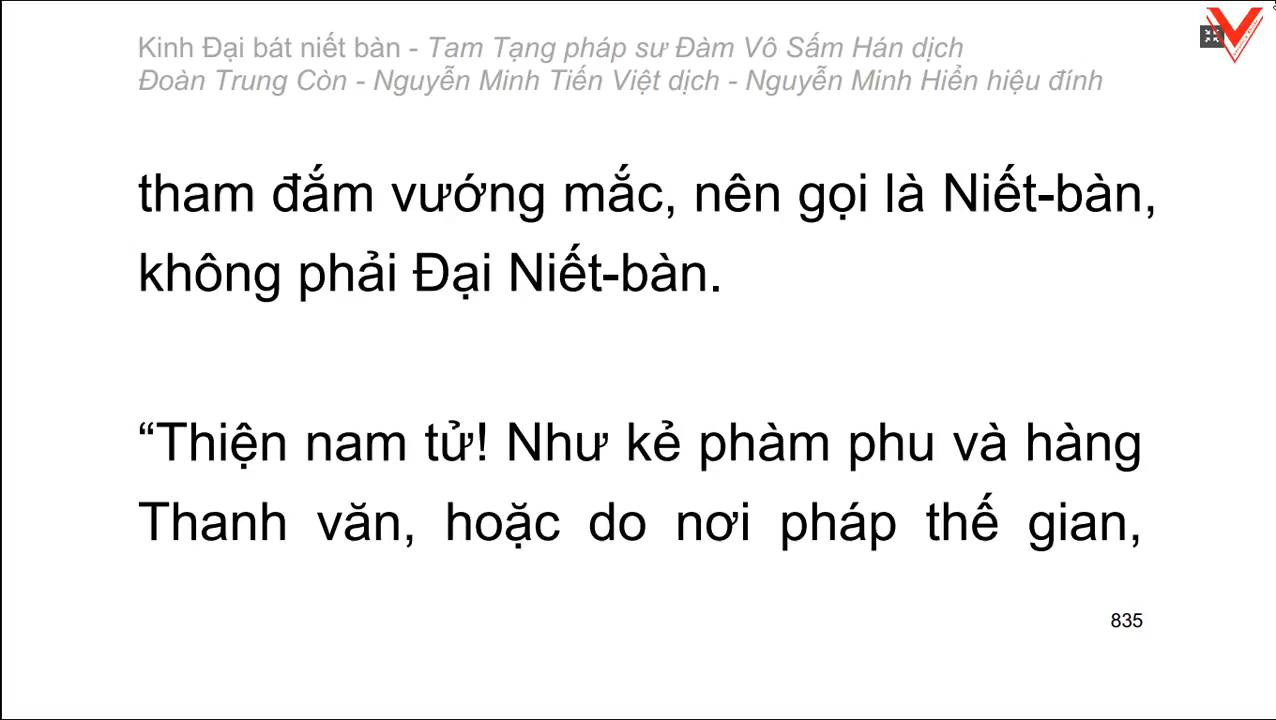 Kinh Đại bát niết bàn - Tam Tạng pháp sư Đàm Vô Sấm Hán dịch
Đoàn Trung Còn - Nguyễn Minh Tiến Việt dịch - Nguyễn Minh Hiển hiệu đính
tham đắm vướng mắc, nên gọi là Niết-bàn,
không phải Đại Niết-bàn.
“Thiện nam tử! Như kẻ phàm phu và hàng
Thanh văn, hoặc do nơi pháp thế gian,
835